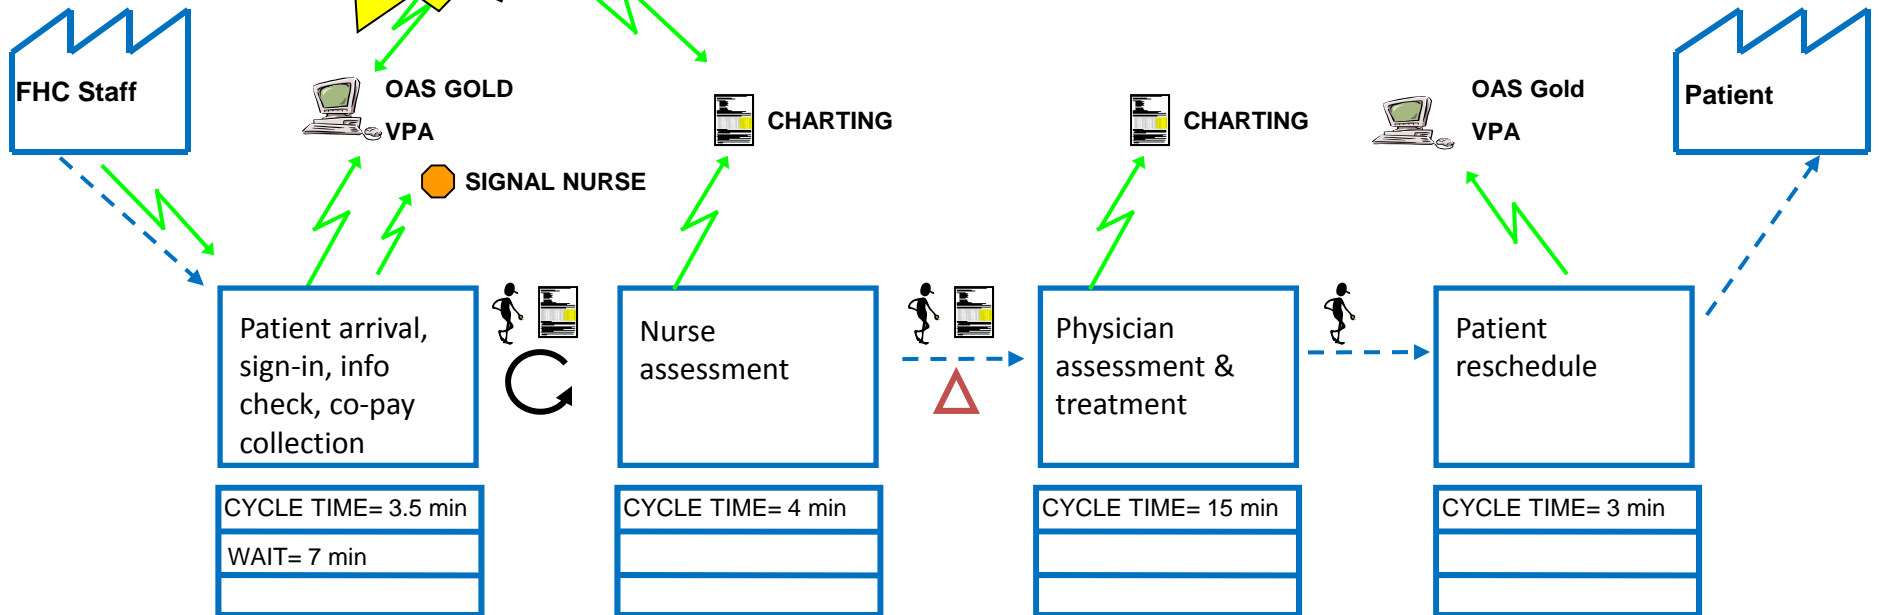 FHC Staff
OAS GOLD
VPA
SIGNAL NURSE
CHARTING
CHARTING
OAS Gold
VPA
Patient
Patient arrival,
sign-in, info
check, co-pay
collection
Nurse
assessment
Physician
assessment &
treatment
Patient
reschedule
CYCLE TIME= 3.5 min
WAIT= 7 min
CYCLE TIME= 4 min
CYCLE TIME= 15 min
CYCLE TIME= 3 min